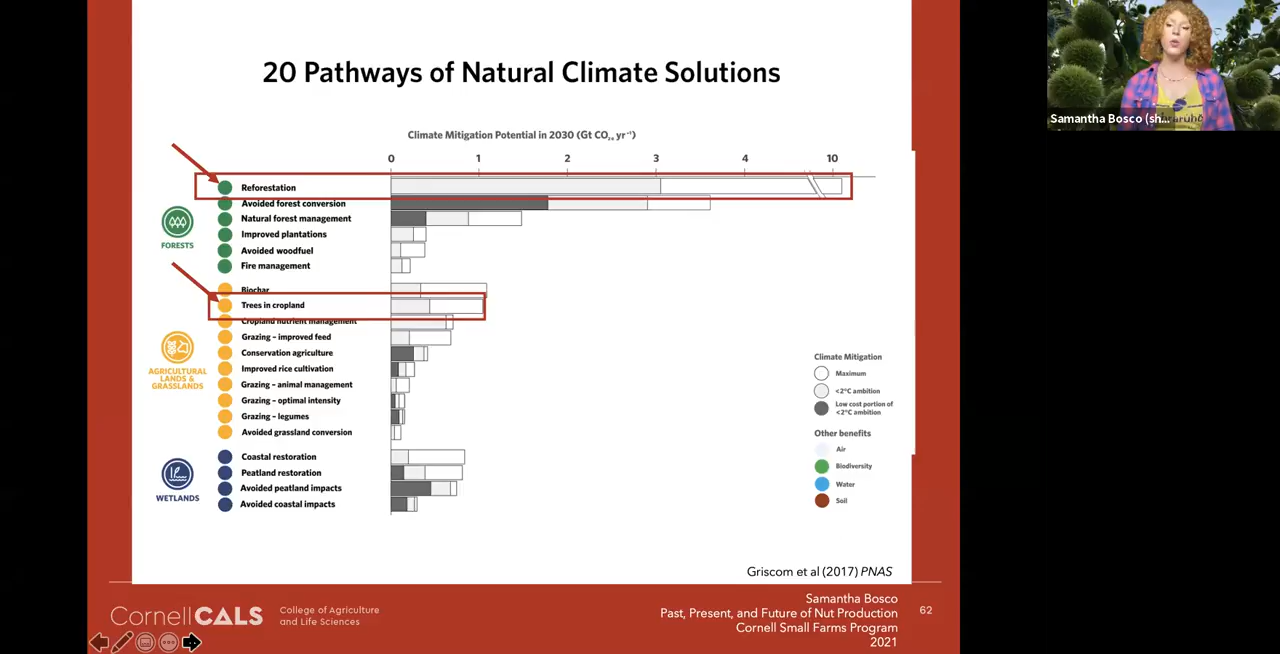 20 Pathways of Natural Climate Solutions
Climate Mitigation Potential in 2030 (Gt CO₂e yr⁻¹)
0 1 2 3 4 10
Reforestation
Avoided forest conversion
Natural forest management
Improved plantations
Avoided woodfuel
Fire management
FORESTS
Biochar
Trees in cropland
Cropland nutrient management
Grazing – improved feed
Conservation agriculture
Improved rice cultivation
Grazing – animal management
Grazing – optimal intensity
Grazing – legumes
Avoided grassland conversion
AGRICULTURAL
LANDS &
GRASSLANDS
Coastal restoration
Peatland restoration
Avoided peatland impacts
Avoided coastal impacts
WETLANDS
Climate Mitigation
Maximum
<2°C ambition
Low cost portion of
<2°C ambition
Other benefits
Air
Biodiversity
Water
Soil
Griscom et al (2017) PNAS
CornellCALS
College of Agriculture
and Life Sciences
Samantha Bosco
Past, Present, and Future of Nut Production
Cornell Small Farms Program
2021
62
Samantha Bosco (sh...